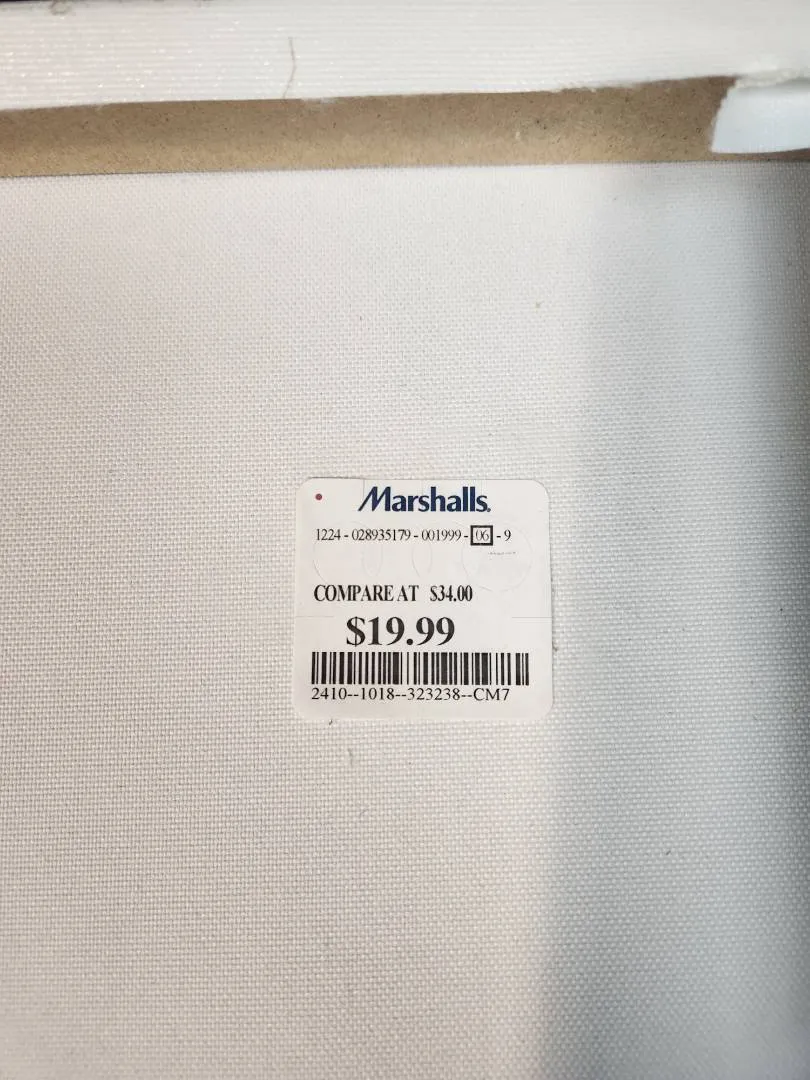 Marshalls.
1224 - 028935179 - 001999 - 06 - 9
COMPARE AT $34.00
$19.99
2410--1018--323238--CM7